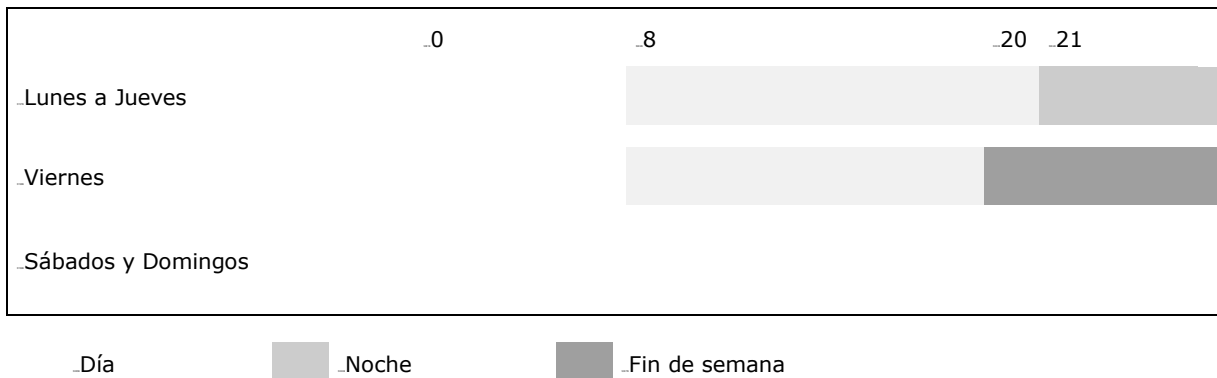 0 8 20 21
Lunes a Jueves
Viernes
Sábados y Domingos
Día Noche Fin de semana